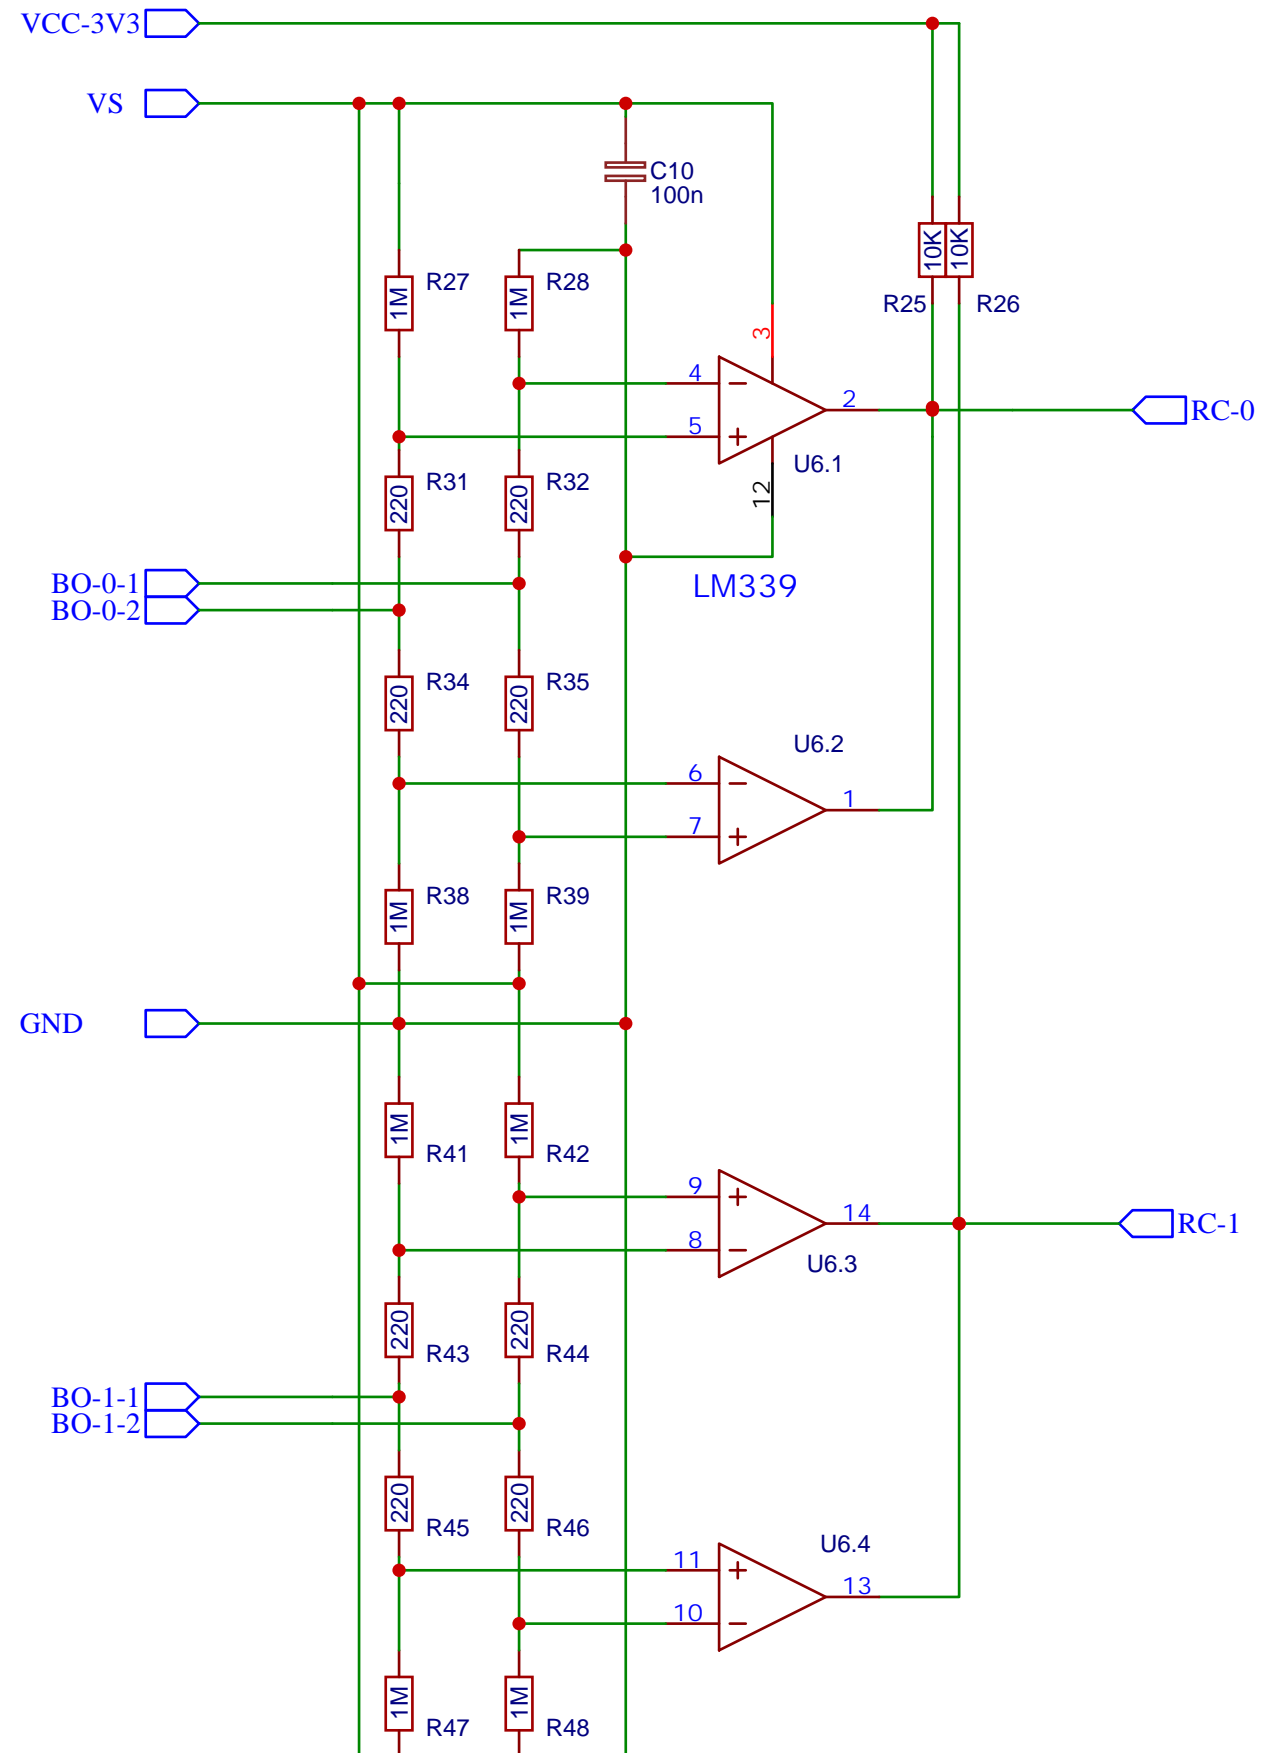 VCC-3V3
VS
C10
100n
10K
10K
R27
1M
R28
1M
R25
R26
3
4
5
2
RC-0
U6.1
12
R31
220
R32
220
LM339
BO-0-1
BO-0-2
R34
220
R35
220
U6.2
6
7
1
R38
1M
R39
1M
GND
1M
R41
1M
R42
9
8
14
RC-1
U6.3
220
R43
220
R44
BO-1-1
BO-1-2
220
R45
220
R46
U6.4
11
10
13
1M
R47
1M
R48